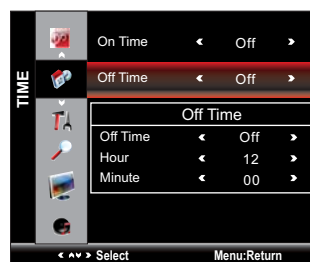 TIME
On Time Off
Off Time Off
Off Time
Off Time Off
Hour 12
Minute 00
Select Menu:Return